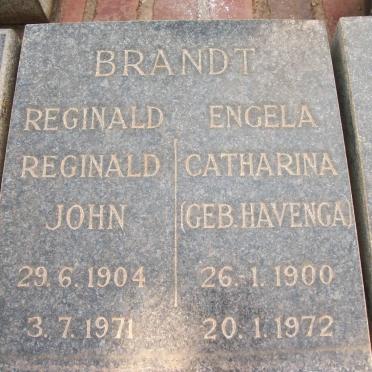 BRANDT
REGINALD ENGELA
REGINALD CATHARINA
JOHN (GEB. HAVENGA)
29.6.1904 26.1.1900
3.7.1971 20.1.1972